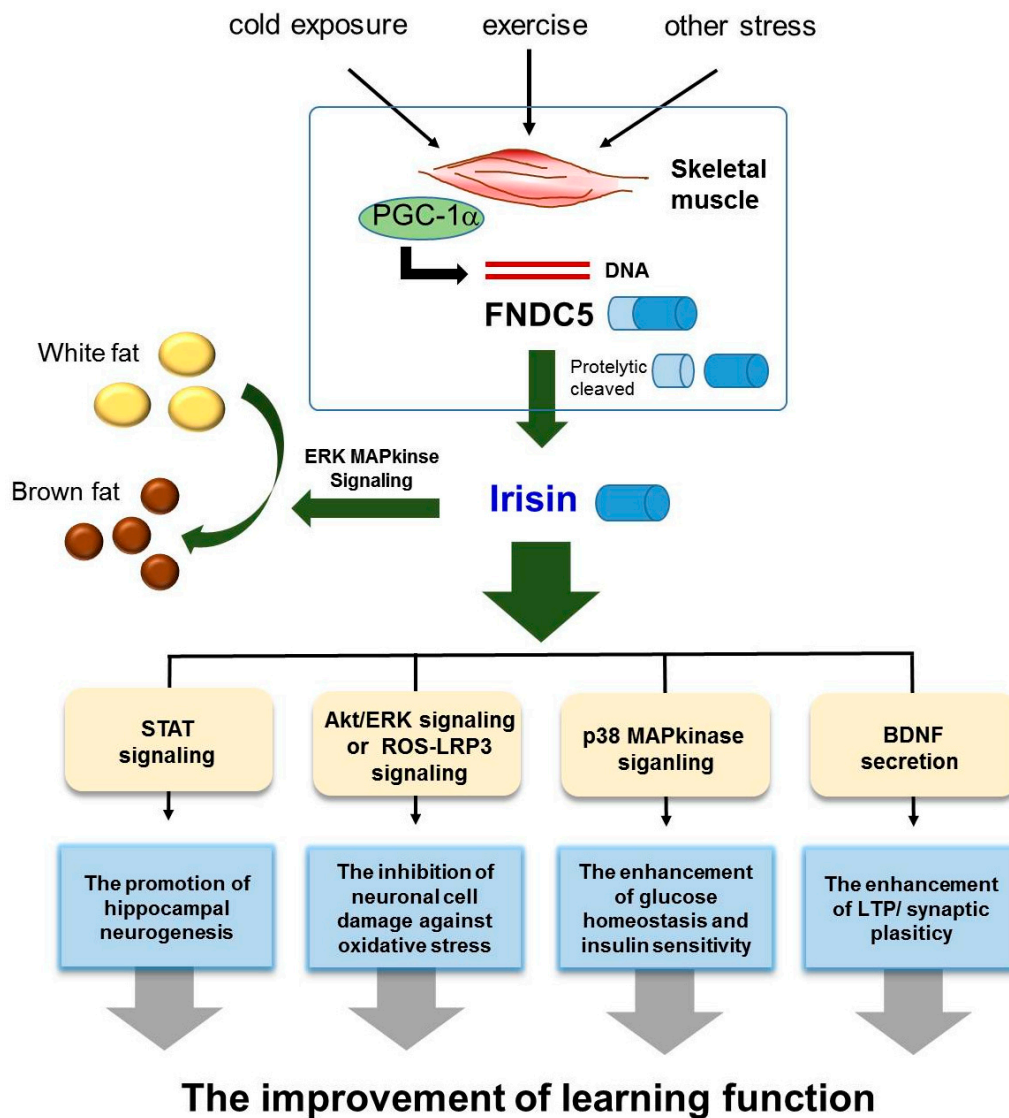 cold exposure
exercise
other stress
Skeletal
muscle
PGC-1α
DNA
FNDC5
Protelytic
cleaved
White fat
Brown fat
ERK MAPkinse
Signaling
Irisin
STAT
signaling
Akt/ERK signaling
or ROS-LRP3
signaling
p38 MAPkinase
siganling
BDNF
secretion
The promotion of
hippocampal
neurogenesis
The inhibition of
neuronal cell
damage against
oxidative stress
The enhancement
of glucose
homeostasis and
insulin sensitivity
The enhancement
of LTP/ synaptic
plasiticy
The improvement of learning function